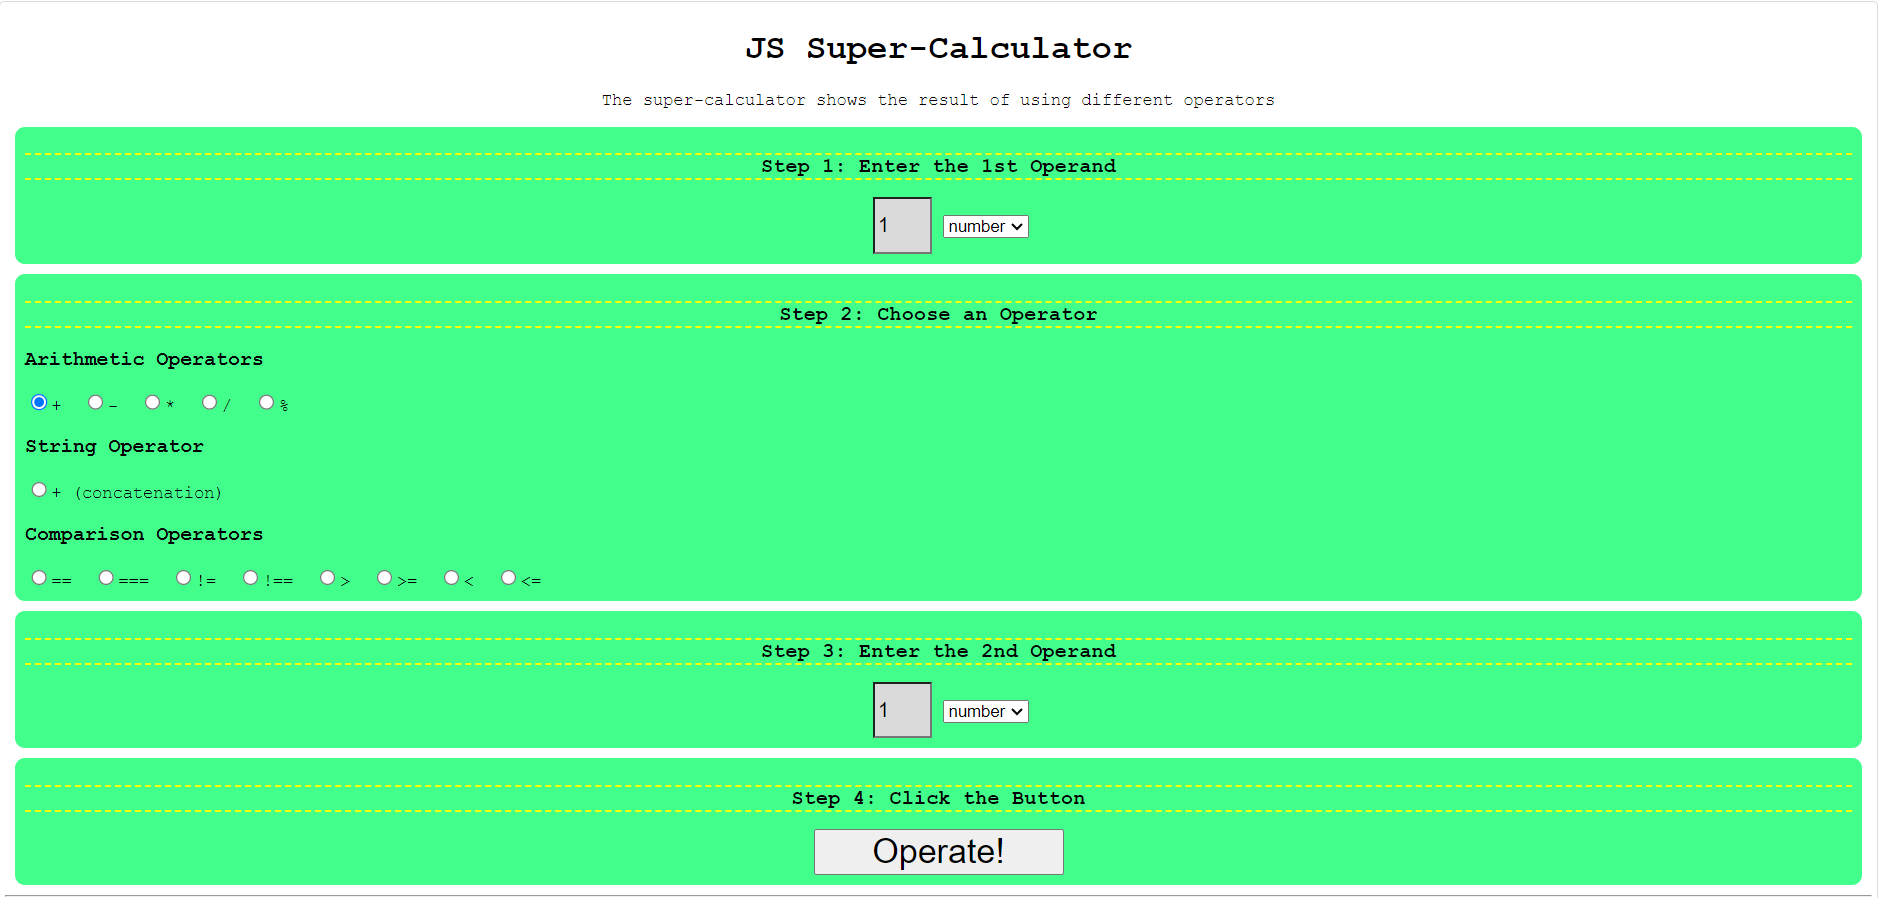 JS Super-Calculator
The super-calculator shows the result of using different operators
Step 1: Enter the 1st Operand
1 number
Step 2: Choose an Operator
Arithmetic Operators
+ - * / %
String Operator
+ (concatenation)
Comparison Operators
== === != !== > >= < <=
Step 3: Enter the 2nd Operand
1 number
Step 4: Click the Button
Operate!